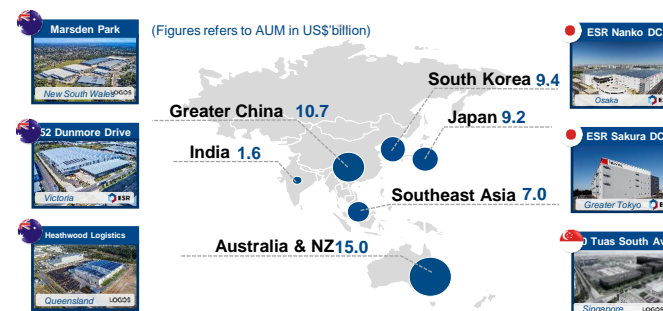 Marsden Park
New South Wales
LOGOS
(Figures refers to AUM in US$'billion)
ESR Nanko DC
Osaka
South Korea 9.4
Greater China 10.7
Japan 9.2
52 Dunmore Drive
Victoria
ESR
India 1.6
ESR Sakura DC
Greater Tokyo
Southeast Asia 7.0
Heathwood Logistics
Queensland
LOGOS
Australia & NZ 15.0
Tuas South Av
Singapore
LOGOS